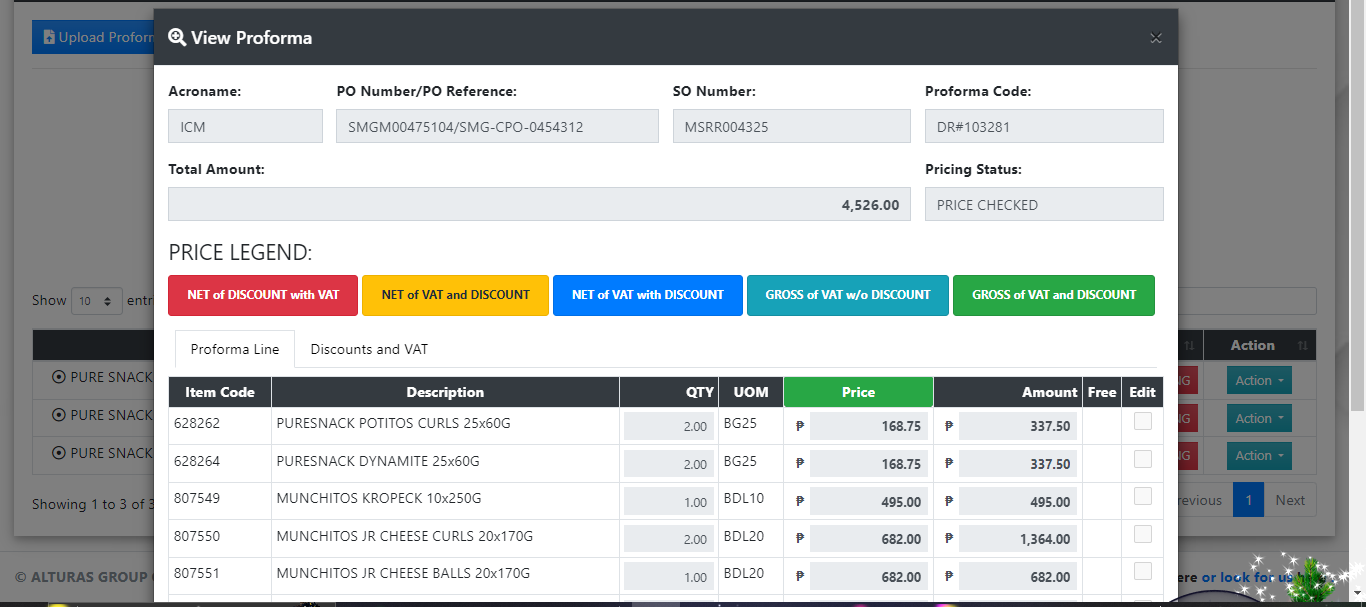 Upload Proforn
View Proforma
×
Acroname:
PO Number/PO Reference:
SO Number:
Proforma Code:
ICM
SMGM00475104/SMG-CPO-0454312
MSRR004325
DR#103281
Total Amount:
Pricing Status:
4,526.00
PRICE CHECKED
PRICE LEGEND:
NET of DISCOUNT with VAT
NET of VAT and DISCOUNT
NET of VAT with DISCOUNT
GROSS of VAT w/o DISCOUNT
GROSS of VAT and DISCOUNT
Show 10 entr
Proforma Line
Discounts and VAT
Action
Item Code Description QTY UOM Price Amount Free Edit
628262 PURESNACK POTITOS CURLS 25x60G 2.00 BG25 ₱ 168.75 ₱ 337.50
628264 PURESNACK DYNAMITE 25x60G 2.00 BG25 ₱ 168.75 ₱ 337.50
807549 MUNCHITOS KROPECK 10x250G 1.00 BDL10 ₱ 495.00 ₱ 495.00
807550 MUNCHITOS JR CHEESE CURLS 20x170G 2.00 BDL20 ₱ 682.00 ₱ 1,364.00
807551 MUNCHITOS JR CHEESE BALLS 20x170G 1.00 BDL20 ₱ 682.00 ₱ 682.00
PURE SNACK
NG
Action
PURE SNACK
NG
Action
PURE SNACK
NG
Action
Showing 1 to 3 of 3
revious 1 Next
© ALTURAS GROUP
ere or look for us